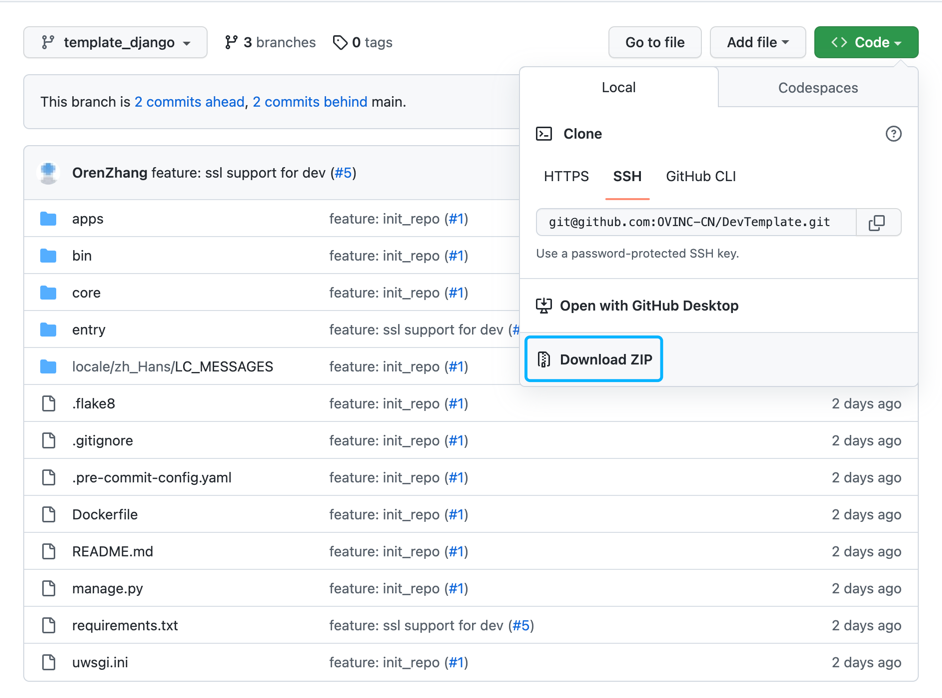 template_django 3 branches 0 tags Go to file Add file <> Code
This branch is 2 commits ahead, 2 commits behind main.
Local Codespaces
Clone
HTTPS SSH GitHub CLI
git@github.com:OVINC-CN/DevTemplate.git
Use a password-protected SSH key.
Open with GitHub Desktop
Download ZIP
OrenZhang feature: ssl support for dev (#5)
apps feature: init_repo (#1)
bin feature: init_repo (#1)
core feature: init_repo (#1)
entry feature: ssl support for dev (#
locale/zh_Hans/LC_MESSAGES feature: init_repo (#1)
.flake8 feature: init_repo (#1) 2 days ago
.gitignore feature: init_repo (#1) 2 days ago
.pre-commit-config.yaml feature: init_repo (#1) 2 days ago
Dockerfile feature: init_repo (#1) 2 days ago
README.md feature: init_repo (#1) 2 days ago
manage.py feature: init_repo (#1) 2 days ago
requirements.txt feature: ssl support for dev (#5) 2 days ago
uwsgi.ini feature: init_repo (#1) 2 days ago